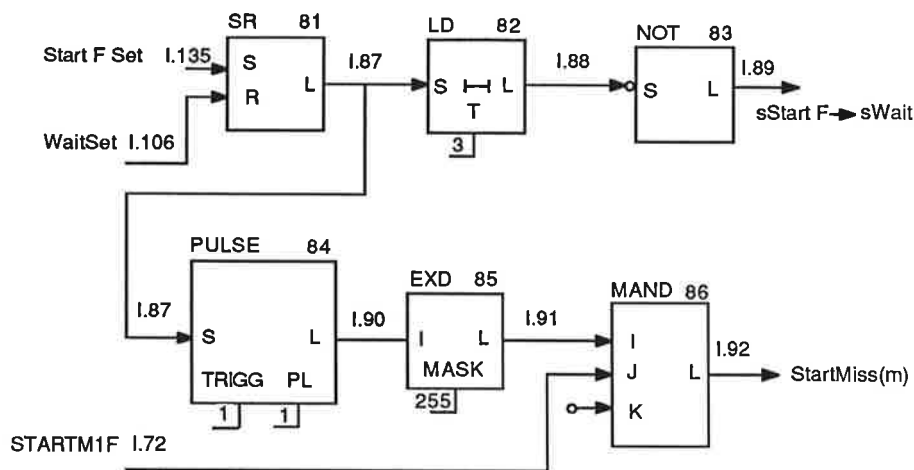 SR 81
LD 82
NOT 83
Start F Set I.135 S L I.87 S T L I.88 S L I.89
R
sStart F sWait
WaitSet I.106
3
PULSE 84
EXD 85
MAND 86
I.87 S L I.90 I L I.91 I
I.92
J L StartMiss(m)
TRIGG PL MASK
K
1 1 255
STARTM1F I.72